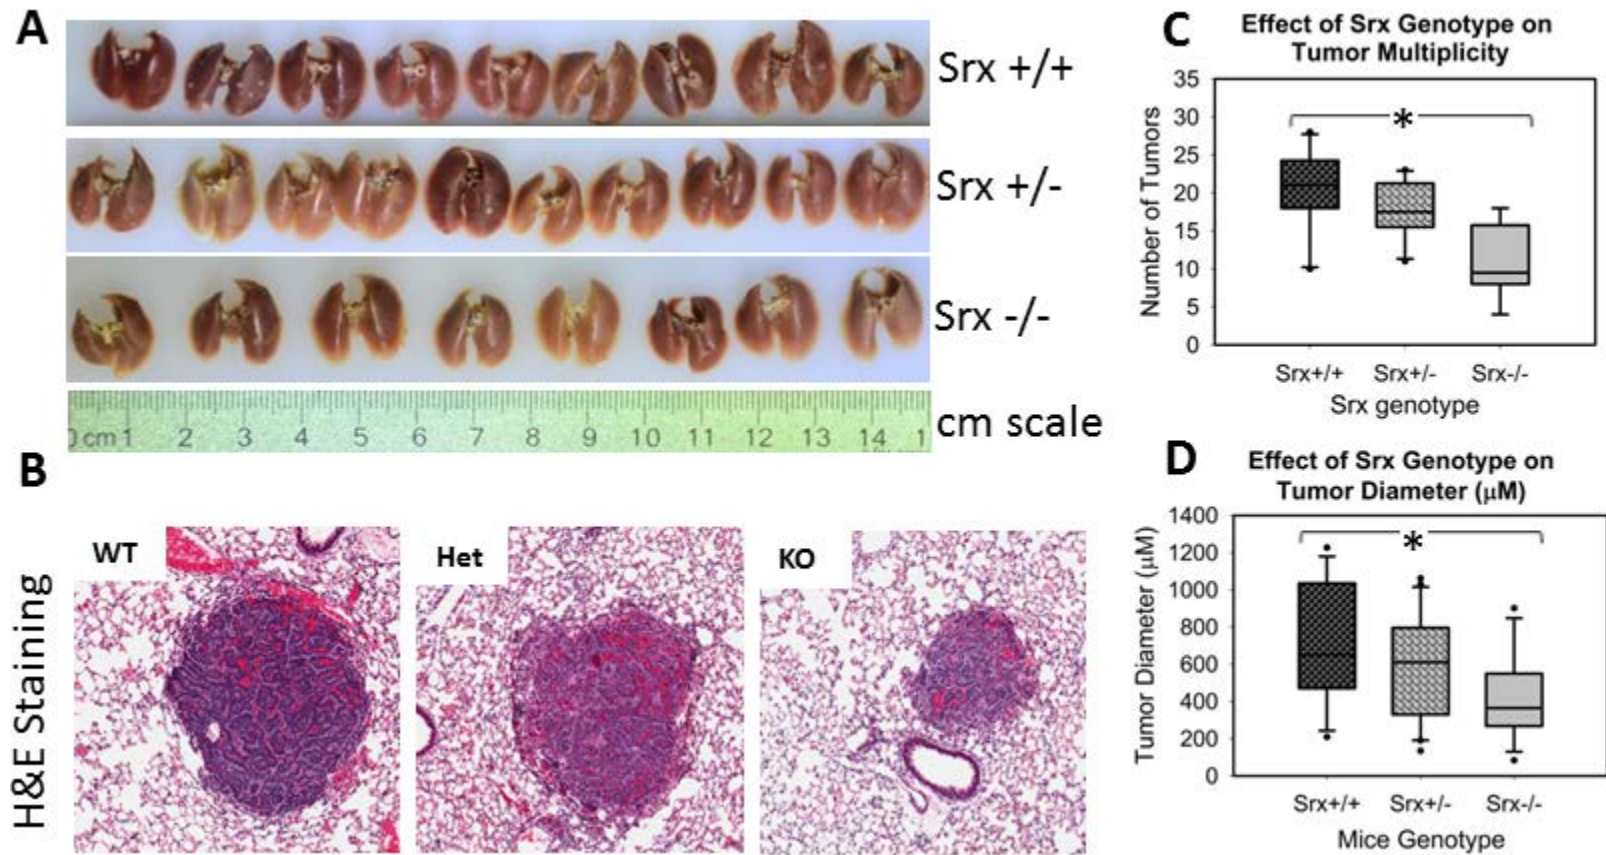 A
Srx +/+
Srx +/-
Srx -/-
0 cm 1 2 3 4 5 6 7 8 9 10 11 12 13 14 1
cm scale
B
H&E Staining
WT
Het
KO
C
Effect of Srx Genotype on
Tumor Multiplicity
Number of Tumors
35
30
25
20
15
10
5
0
*
Srx+/+ Srx+/- Srx-/-
Srx genotype
D
Effect of Srx Genotype on
Tumor Diameter (μM)
Tumor Diameter (μM)
1400
1200
1000
800
600
400
200
0
*
Srx+/+ Srx+/- Srx-/-
Mice Genotype